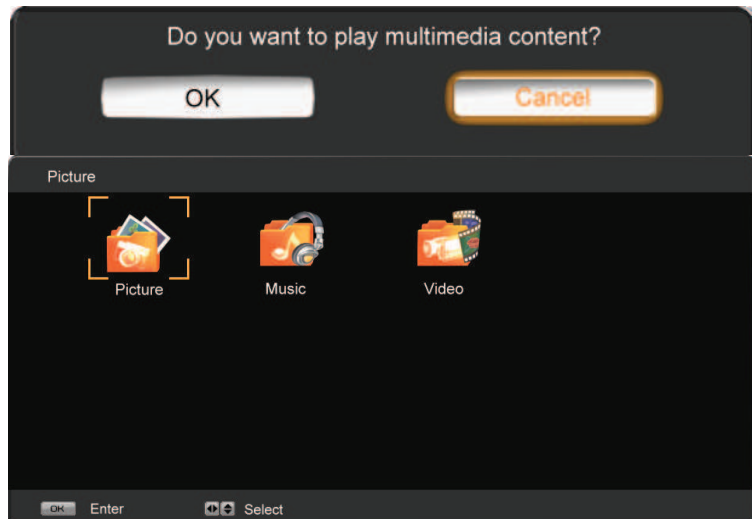 Do you want to play multimedia content?
OK Cancel
Picture
Picture Music Video
OK Enter Select